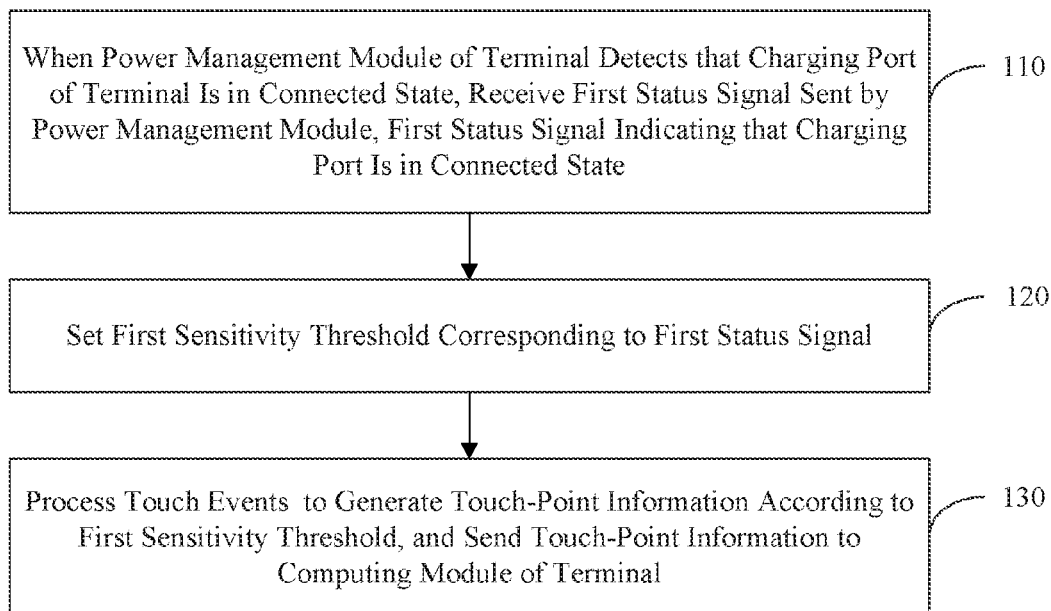 When Power Management Module of Terminal Detects that Charging Port
of Terminal Is in Connected State, Receive First Status Signal Sent by
Power Management Module, First Status Signal Indicating that Charging
Port Is in Connected State
110
Set First Sensitivity Threshold Corresponding to First Status Signal
120
Process Touch Events to Generate Touch-Point Information According to
First Sensitivity Threshold, and Send Touch-Point Information to
Computing Module of Terminal
130